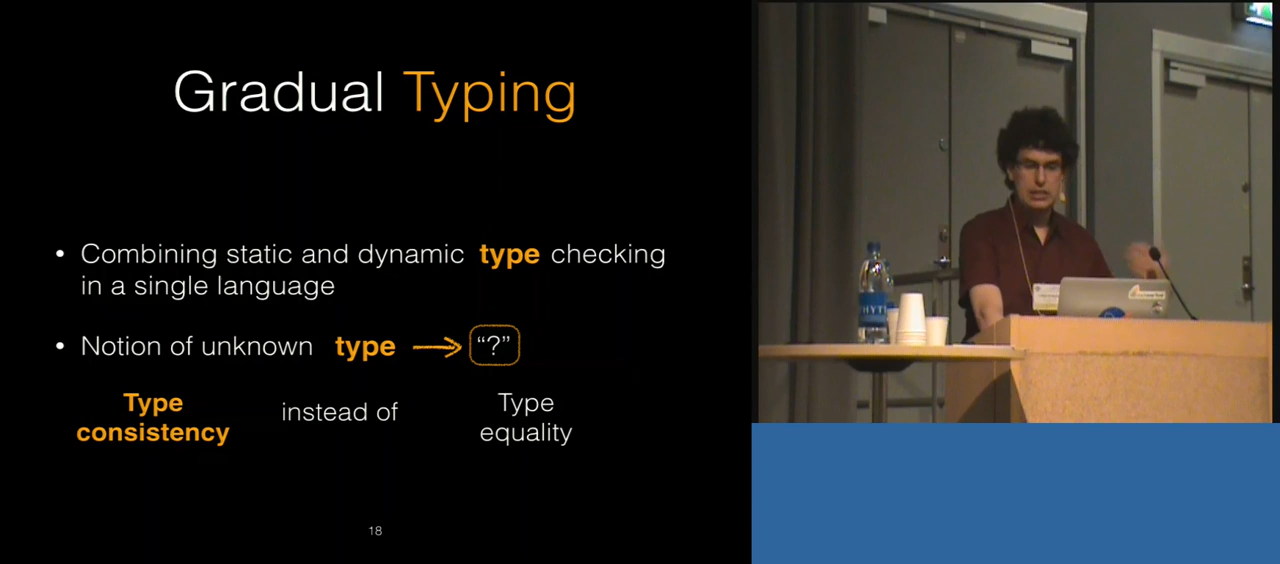 Gradual Typing
• Combining static and dynamic type checking
in a single language
• Notion of unknown type → "?"
Type
consistency
instead of
Type
equality
18